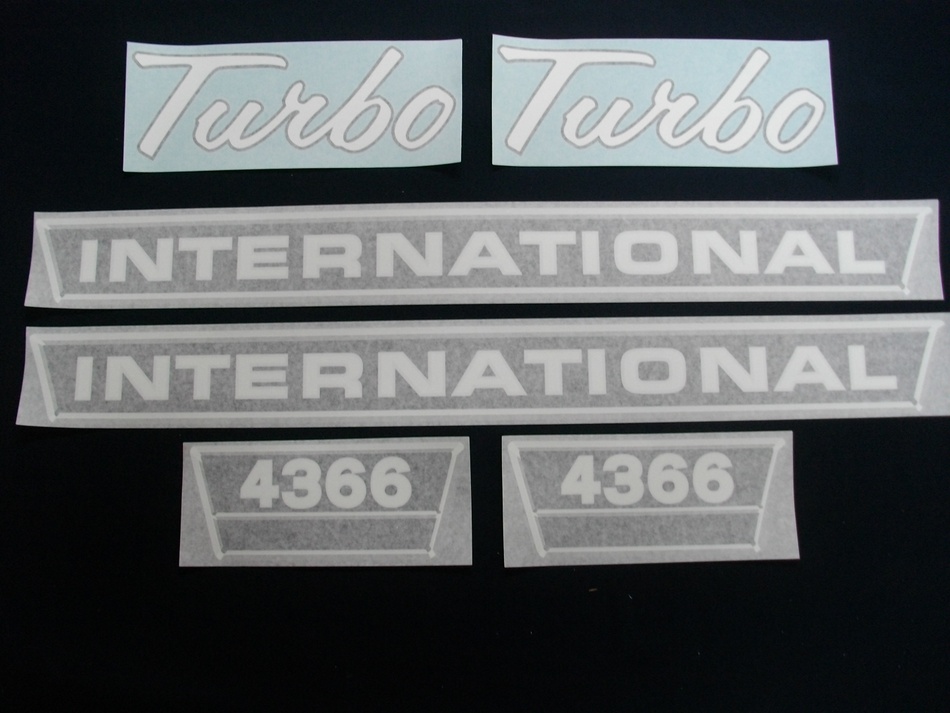 Turbo Turbo
INTERNATIONAL
INTERNATIONAL
4366 4366